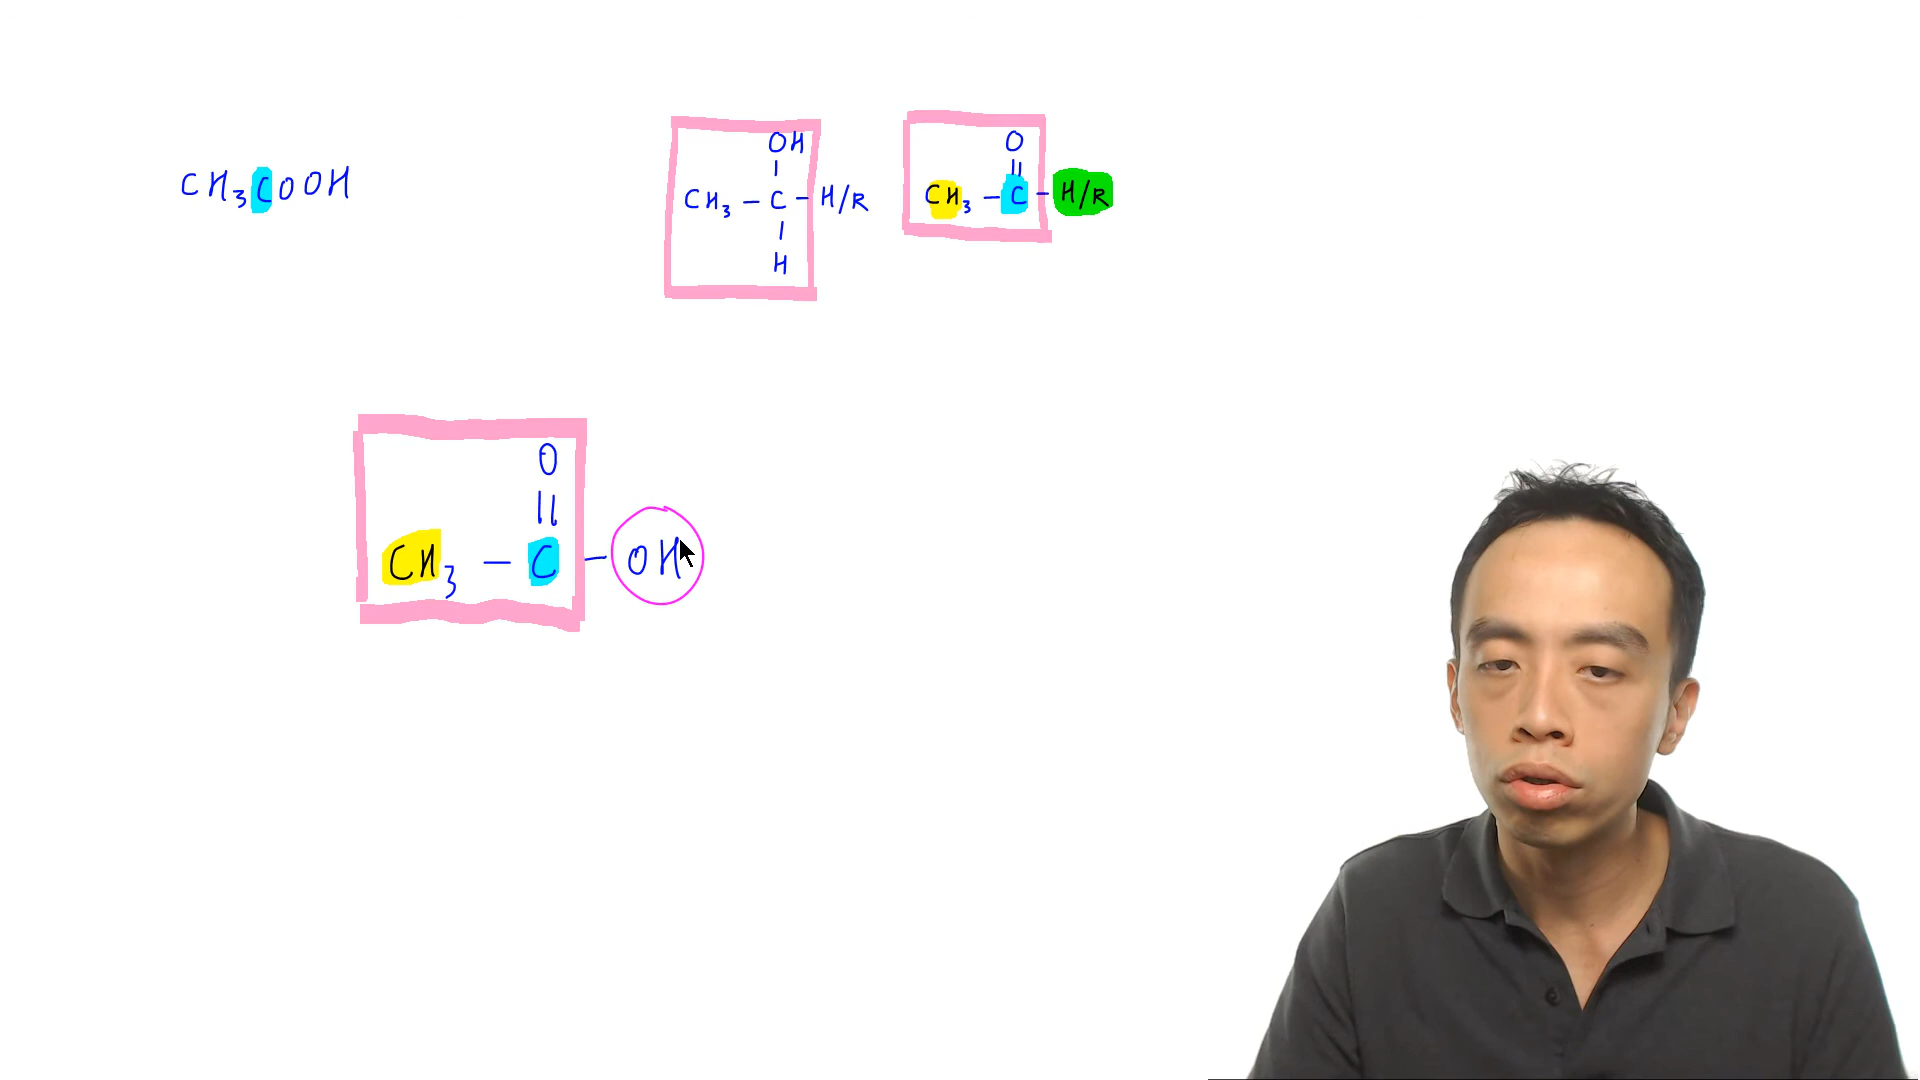 CH₃COOH
OH
|
CH₃ – C – H/R
|
H
O
||
CH₃ – C – H/R
O
||
CH₃ – C – OH